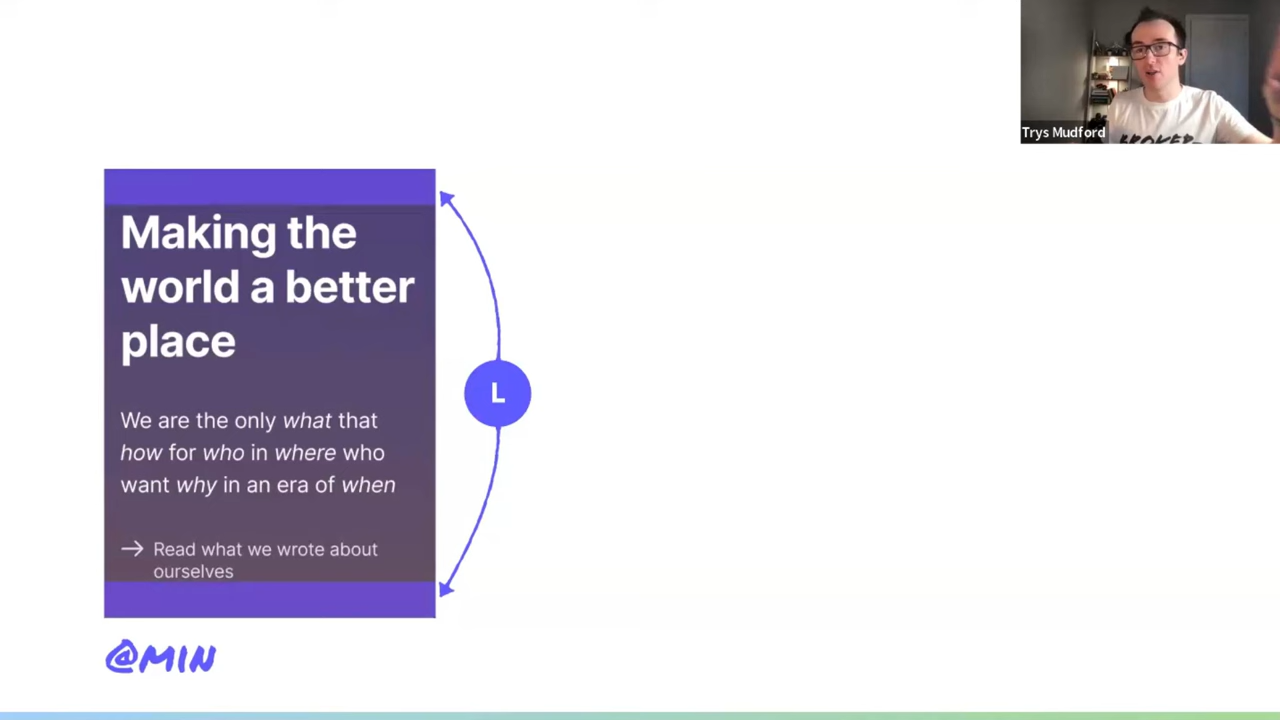 Trys Mudford
Making the
world a better
place
We are the only what that
how for who in where who
want why in an era of when
→ Read what we wrote about
ourselves
L
@MIN